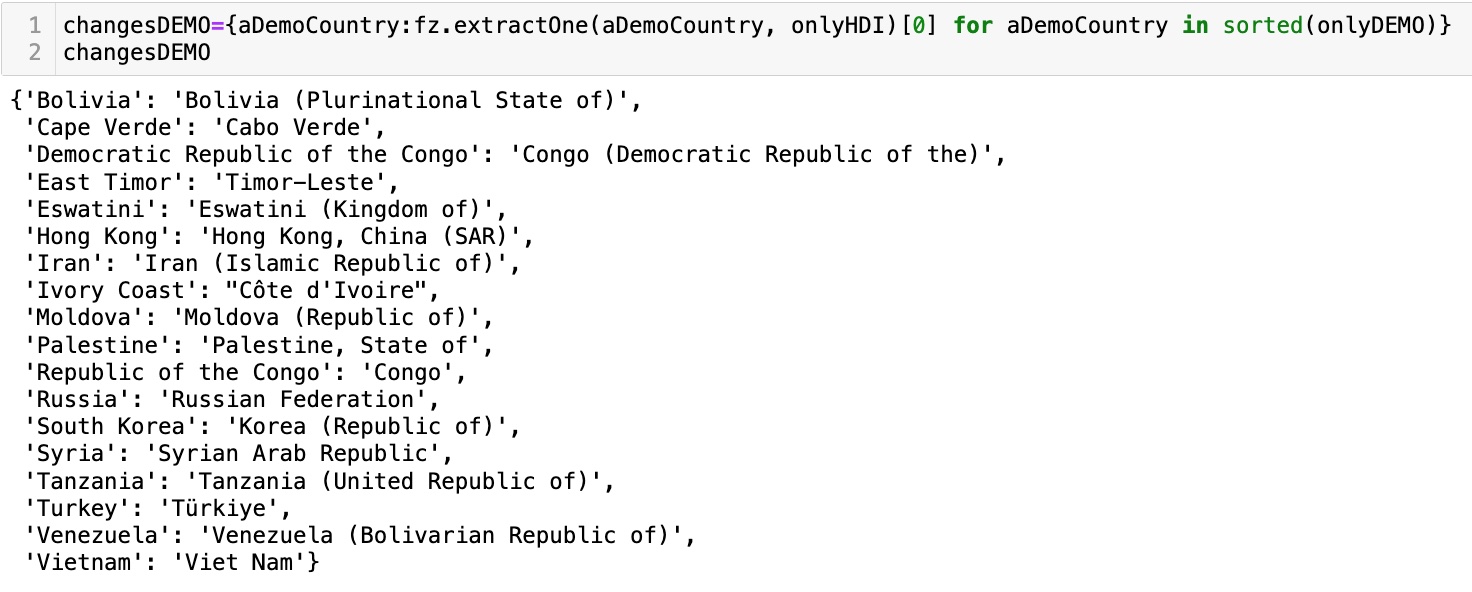 1 changesDEMO={aDemoCountry:fz.extractOne(aDemoCountry, onlyHDI)[0] for aDemoCountry in sorted(onlyDEMO)}
2 changesDEMO
{'Bolivia': 'Bolivia (Plurinational State of)',
'Cape Verde': 'Cabo Verde',
'Democratic Republic of the Congo': 'Congo (Democratic Republic of the)',
'East Timor': 'Timor-Leste',
'Eswatini': 'Eswatini (Kingdom of)',
'Hong Kong': 'Hong Kong, China (SAR)',
'Iran': 'Iran (Islamic Republic of)',
'Ivory Coast': "Côte d'Ivoire",
'Moldova': 'Moldova (Republic of)',
'Palestine': 'Palestine, State of',
'Republic of the Congo': 'Congo',
'Russia': 'Russian Federation',
'South Korea': 'Korea (Republic of)',
'Syria': 'Syrian Arab Republic',
'Tanzania': 'Tanzania (United Republic of)',
'Turkey': 'Türkiye',
'Venezuela': 'Venezuela (Bolivarian Republic of)',
'Vietnam': 'Viet Nam'}